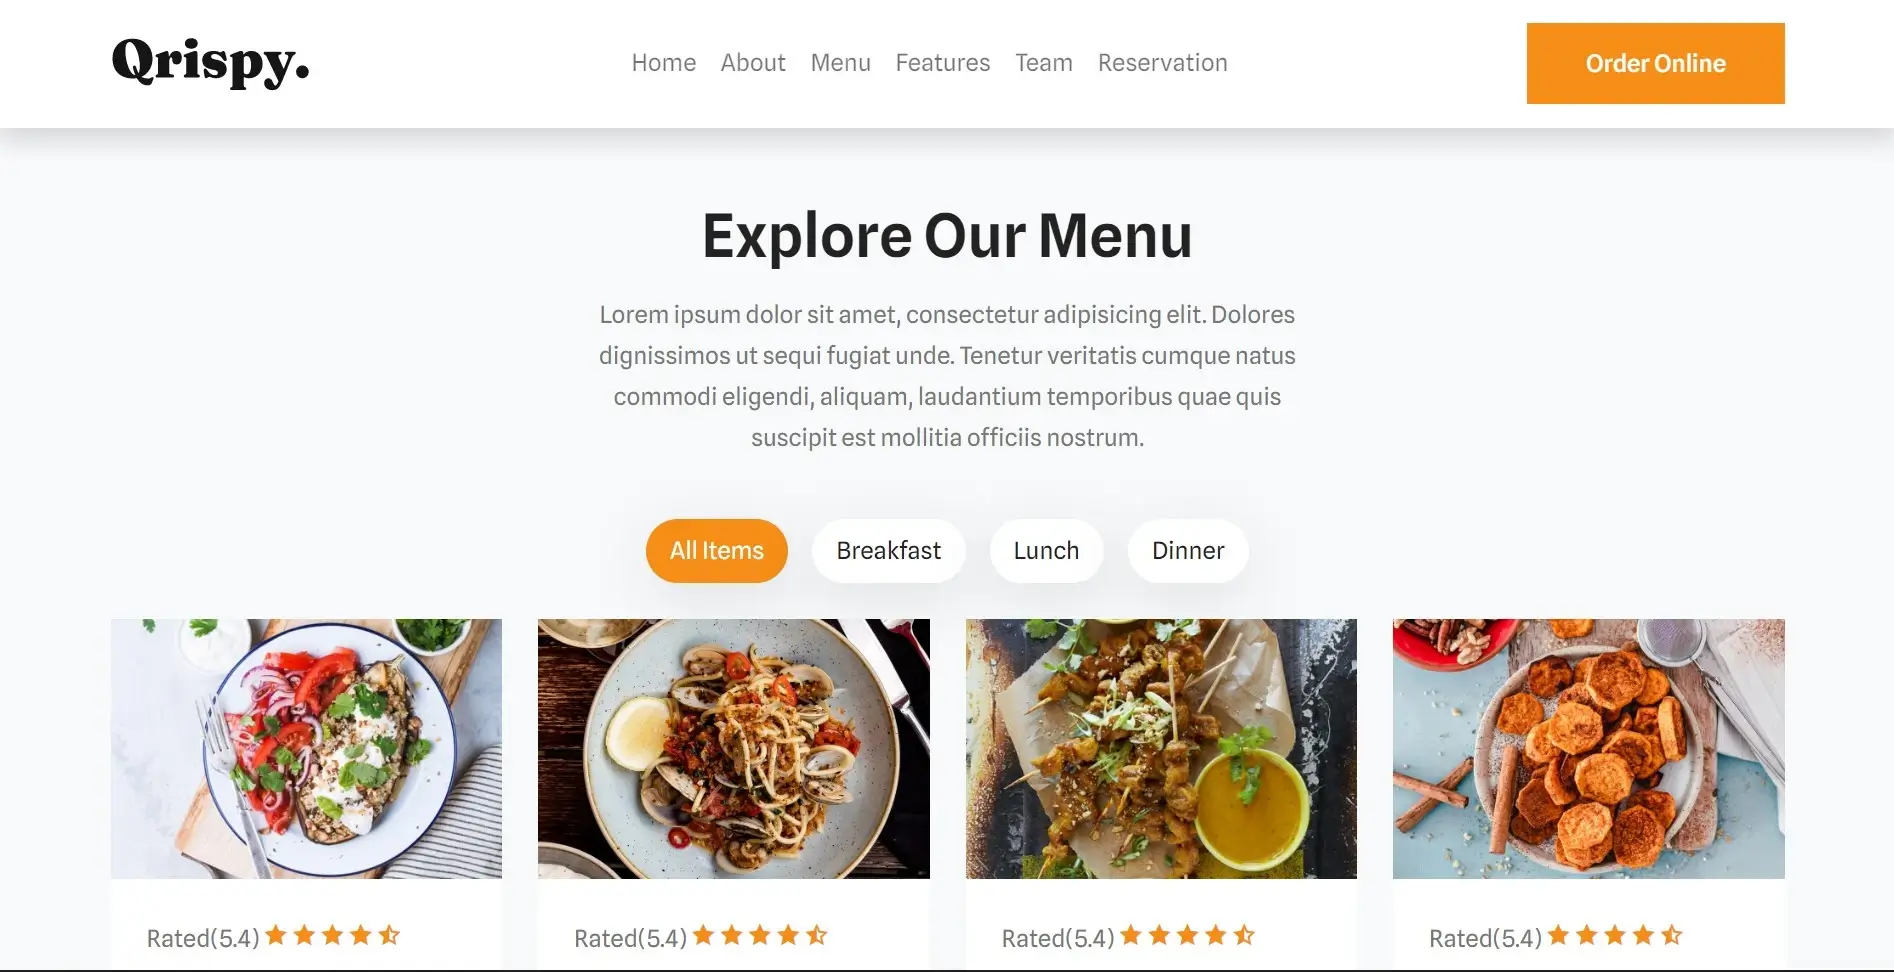 Qrispy.
Home About Menu Features Team Reservation
Order Online
Explore Our Menu
Lorem ipsum dolor sit amet, consectetur adipisicing elit. Dolores
dignissimos ut sequi fugiat unde. Tenetur veritatis cumque natus
commodi eligendi, aliquam, laudantium temporibus quae quis
suscipit est mollitia officiis nostrum.
All Items Breakfast Lunch Dinner
Rated(5.4)
Rated(5.4)
Rated(5.4)
Rated(5.4)